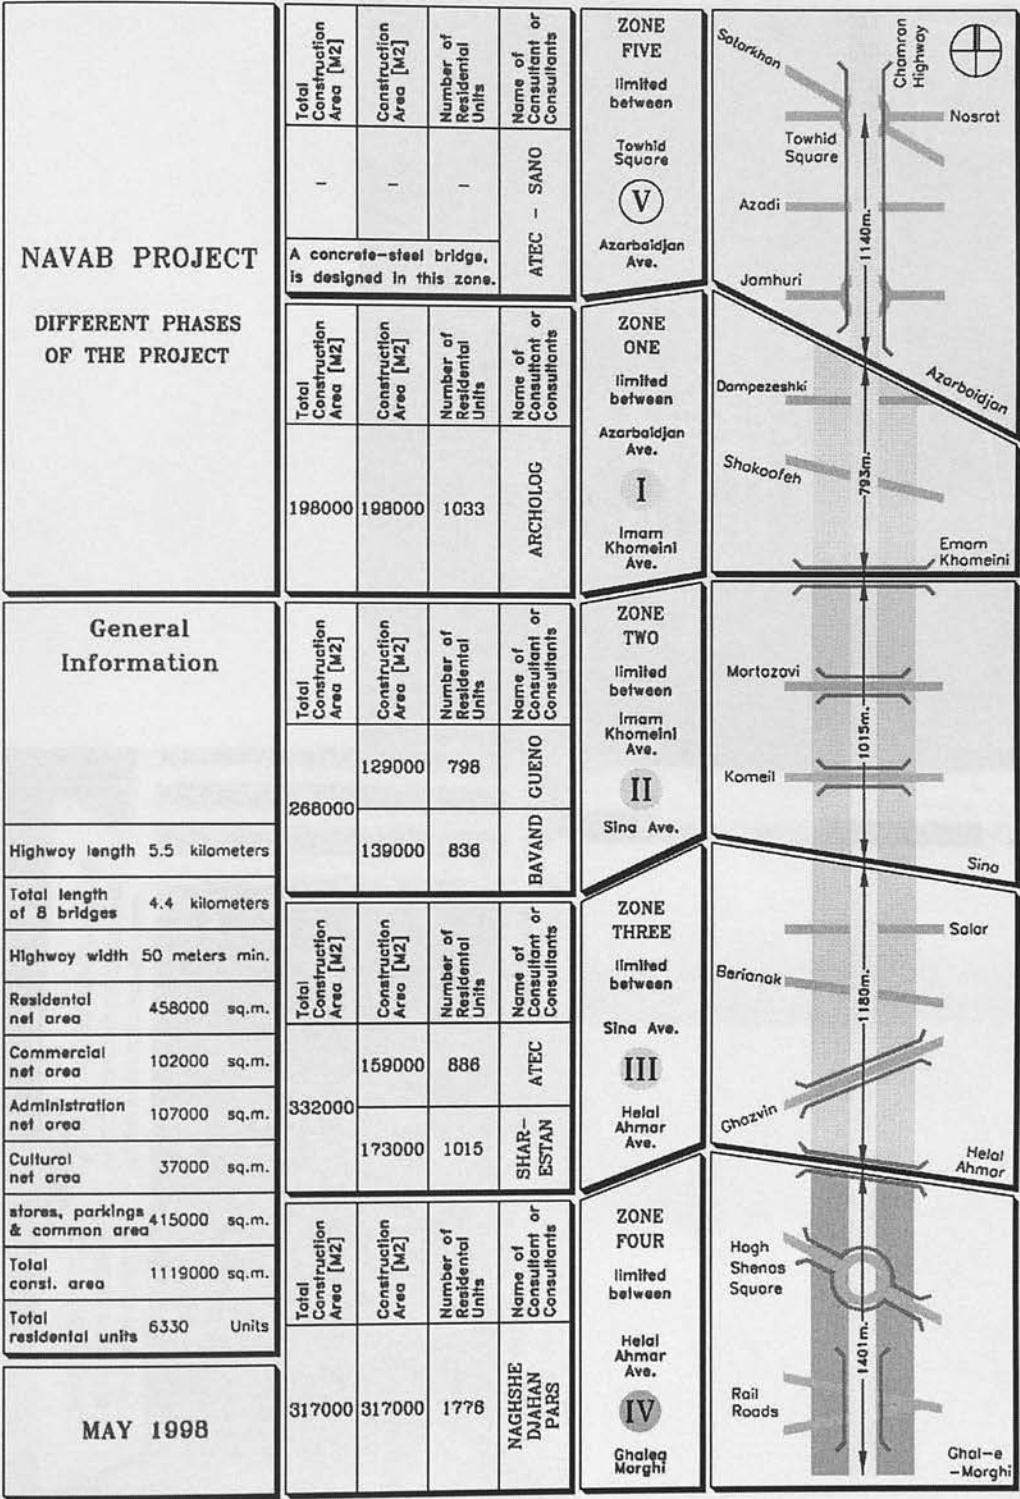 NAVAB PROJECT
DIFFERENT PHASES
OF THE PROJECT
General
Information
Highway length 5.5 kilometers
Total length
of 8 bridges 4.4 kilometers
Highway width 50 meters min.
Residental
net area 458000 sq.m.
Commercial
net area 102000 sq.m.
Administration
net area 107000 sq.m.
Cultural
net area 37000 sq.m.
stores, parkings
& common area 415000 sq.m.
Total
const. area 1119000 sq.m.
Total
residental units 6330 Units
MAY 1998
Total
Construction
Area [M2]
Construction
Area [M2]
Number of
Residental
Units
Name of
Consultant or
Consultants
- - -
ATEC - SANO
A concrete-steel bridge,
is designed in this zone.
Total
Construction
Area [M2]
Construction
Area [M2]
Number of
Residental
Units
Name of
Consultant or
Consultants
198000 198000 1033
ARCHOLOG
Total
Construction
Area [M2]
Construction
Area [M2]
Number of
Residental
Units
Name of
Consultant or
Consultants
268000
129000 798
GUENO
139000 836
BAVAND
Total
Construction
Area [M2]
Construction
Area [M2]
Number of
Residental
Units
Name of
Consultant or
Consultants
332000
159000 886
ATEC
173000 1015
SHAR-
ESTAN
Total
Construction
Area [M2]
Construction
Area [M2]
Number of
Residental
Units
Name of
Consultant or
Consultants
317000 317000 1776
NAGHSHE
DJAHAN
PARS
ZONE
FIVE
limited
between
Towhid
Square
V
Azarbaidjan
Ave.
ZONE
ONE
limited
between
Azarbaidjan
Ave.
I
Imam
Khomeini
Ave.
ZONE
TWO
limited
between
Imam
Khomeini
Ave.
II
Sina Ave.
ZONE
THREE
limited
between
Sina Ave.
III
Helal
Ahmar
Ave.
ZONE
FOUR
limited
between
Helal
Ahmar
Ave.
IV
Ghaleq
Morghi
Satarkhan
Chamran
Highway
Nosrat
Towhid
Square
Azadi
1140m.
Jomhuri
Azarbaidjan
Dampezeshki
793m.
Shokoofeh
Emam
Khomeini
Mortazavi
1015m.
Komeil
Sina
Salar
Berianak
1180m.
Ghazvin
Helal
Ahmar
Hagh
Shenas
Square
1401m.
Rail
Roads
Ghal-e
-Morghi